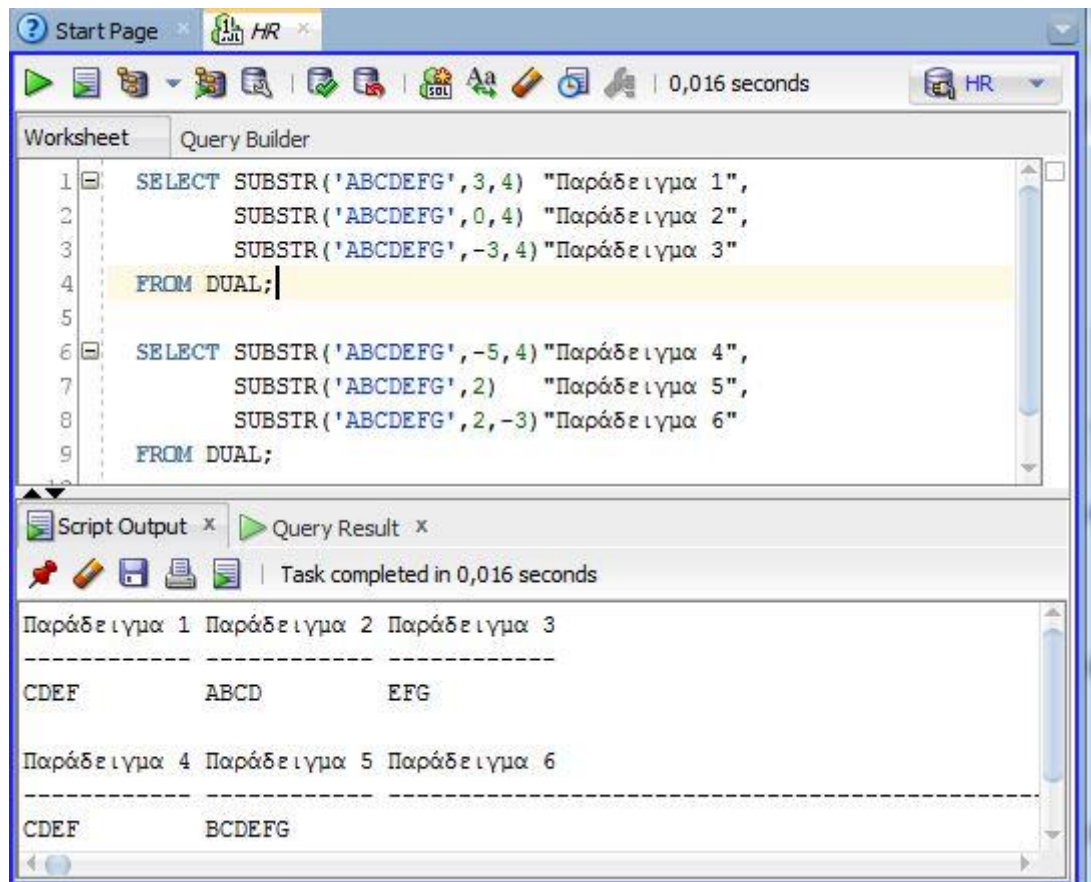 Start Page HR
0,016 seconds HR
Worksheet Query Builder
1 SELECT SUBSTR('ABCDEFG',3,4) "Παράδειγμα 1",
2 SUBSTR('ABCDEFG',0,4) "Παράδειγμα 2",
3 SUBSTR('ABCDEFG',-3,4)"Παράδειγμα 3"
4 FROM DUAL;
5
6 SELECT SUBSTR('ABCDEFG',-5,4)"Παράδειγμα 4",
7 SUBSTR('ABCDEFG',2) "Παράδειγμα 5",
8 SUBSTR('ABCDEFG',2,-3)"Παράδειγμα 6"
9 FROM DUAL;
Script Output x Query Result x
Task completed in 0,016 seconds
Παράδειγμα 1 Παράδειγμα 2 Παράδειγμα 3
------------ ------------ ------------
CDEF ABCD EFG
Παράδειγμα 4 Παράδειγμα 5 Παράδειγμα 6
------------ ------------ -----------------------------------------------
CDEF BCDEFG